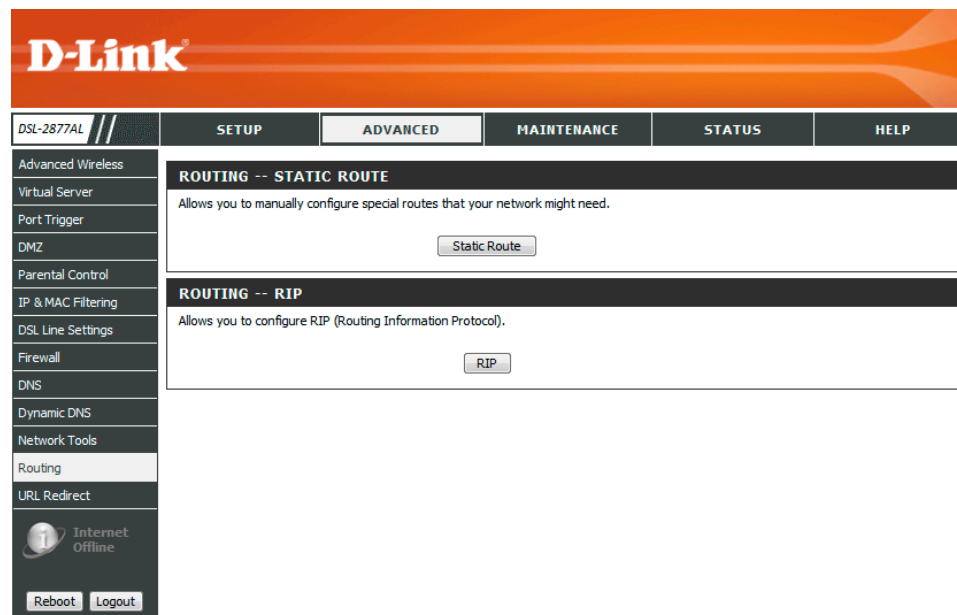 D-Link®
DSL-2877AL
SETUP
ADVANCED
MAINTENANCE
STATUS
HELP
Advanced Wireless
Virtual Server
Port Trigger
DMZ
Parental Control
IP & MAC Filtering
DSL Line Settings
Firewall
DNS
Dynamic DNS
Network Tools
Routing
URL Redirect
Internet
Offline
Reboot
Logout
ROUTING -- STATIC ROUTE
Allows you to manually configure special routes that your network might need.
Static Route
ROUTING -- RIP
Allows you to configure RIP (Routing Information Protocol).
RIP